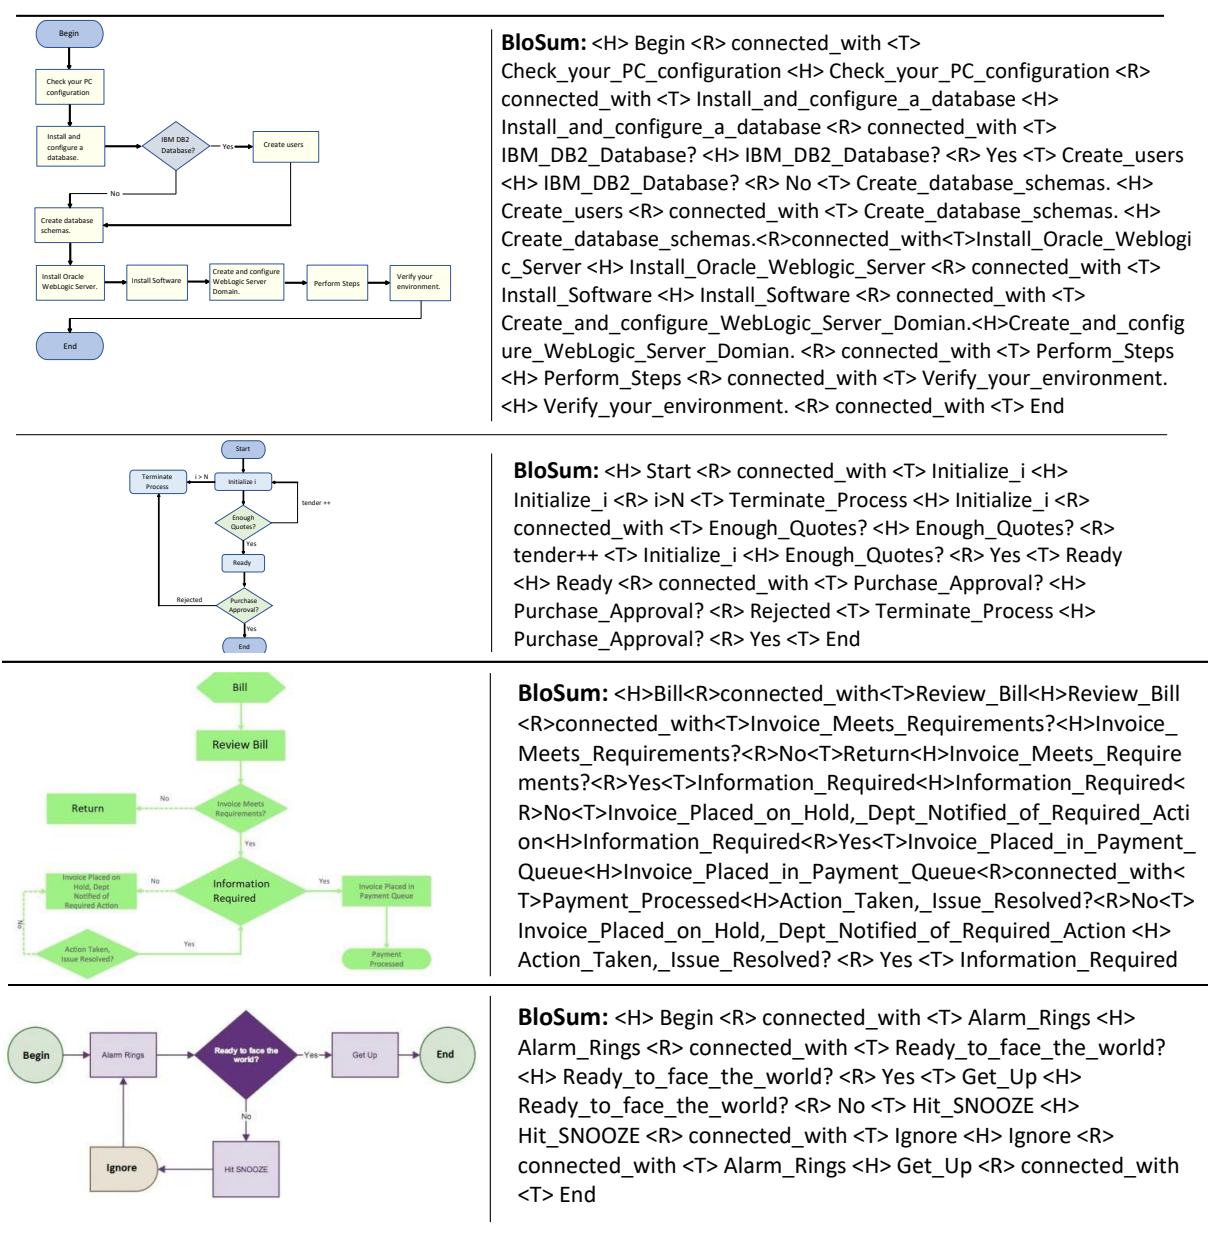 Begin
Check your PC
configuration
Install and
configure a
database.
IBM DB2
Database?
Yes
Create users
No
Create database
schemas.
Install Oracle
WebLogic Server.
Install Software
Create and configure
WebLogic Server
Domain.
Perform Steps
Verify your
environment.
End
BloSum: <H> Begin <R> connected_with <T>
Check_your_PC_configuration <H> Check_your_PC_configuration <R>
connected_with <T> Install_and_configure_a_database <H>
Install_and_configure_a_database <R> connected_with <T>
IBM_DB2_Database? <H> IBM_DB2_Database? <R> Yes <T> Create_users
<H> IBM_DB2_Database? <R> No <T> Create_database_schemas. <H>
Create_users <R> connected_with <T> Create_database_schemas. <H>
Create_database_schemas.<R>connected_with<T>Install_Oracle_Weblogi
c_Server <H> Install_Oracle_Weblogic_Server <R> connected_with <T>
Install_Software <H> Install_Software <R> connected_with <T>
Create_and_configure_WebLogic_Server_Domian.<H>Create_and_config
ure_WebLogic_Server_Domian. <R> connected_with <T> Perform_Steps
<H> Perform_Steps <R> connected_with <T> Verify_your_environment.
<H> Verify_your_environment. <R> connected_with <T> End
Start
Terminate
Process
i > N
Initialize i
tender ++
Enough
Quotes?
Yes
Ready
Rejected
Purchase
Approval?
Yes
End
BloSum: <H> Start <R> connected_with <T> Initialize_i <H>
Initialize_i <R> i>N <T> Terminate_Process <H> Initialize_i <R>
connected_with <T> Enough_Quotes? <H> Enough_Quotes? <R>
tender++ <T> Initialize_i <H> Enough_Quotes? <R> Yes <T> Ready
<H> Ready <R> connected_with <T> Purchase_Approval? <H>
Purchase_Approval? <R> Rejected <T> Terminate_Process <H>
Purchase_Approval? <R> Yes <T> End
Bill
Review Bill
Return
No
Invoice Meets
Requirements?
Yes
Invoice Placed on
Hold, Dept
Notified of
Required Action
No
Information
Required
Yes
Invoice Placed in
Payment Queue
No
Action Taken,
Issue Resolved?
Yes
Payment
Processed
BloSum: <H>Bill<R>connected_with<T>Review_Bill<H>Review_Bill
<R>connected_with<T>Invoice_Meets_Requirements?<H>Invoice_
Meets_Requirements?<R>No<T>Return<H>Invoice_Meets_Require
ments?<R>Yes<T>Information_Required<H>Information_Required<
R>No<T>Invoice_Placed_on_Hold,_Dept_Notified_of_Required_Acti
on<H>Information_Required<R>Yes<T>Invoice_Placed_in_Payment_
Queue<H>Invoice_Placed_in_Payment_Queue<R>connected_with<
T>Payment_Processed<H>Action_Taken,_Issue_Resolved?<R>No<T>
Invoice_Placed_on_Hold,_Dept_Notified_of_Required_Action <H>
Action_Taken,_Issue_Resolved? <R> Yes <T> Information_Required
Begin
Alarm Rings
Ready to face the
world?
Yes
Get Up
End
No
Ignore
Hit SNOOZE
BloSum: <H> Begin <R> connected_with <T> Alarm_Rings <H>
Alarm_Rings <R> connected_with <T> Ready_to_face_the_world?
<H> Ready_to_face_the_world? <R> Yes <T> Get_Up <H>
Ready_to_face_the_world? <R> No <T> Hit_SNOOZE <H>
Hit_SNOOZE <R> connected_with <T> Ignore <H> Ignore <R>
connected_with <T> Alarm_Rings <H> Get_Up <R> connected_with
<T> End